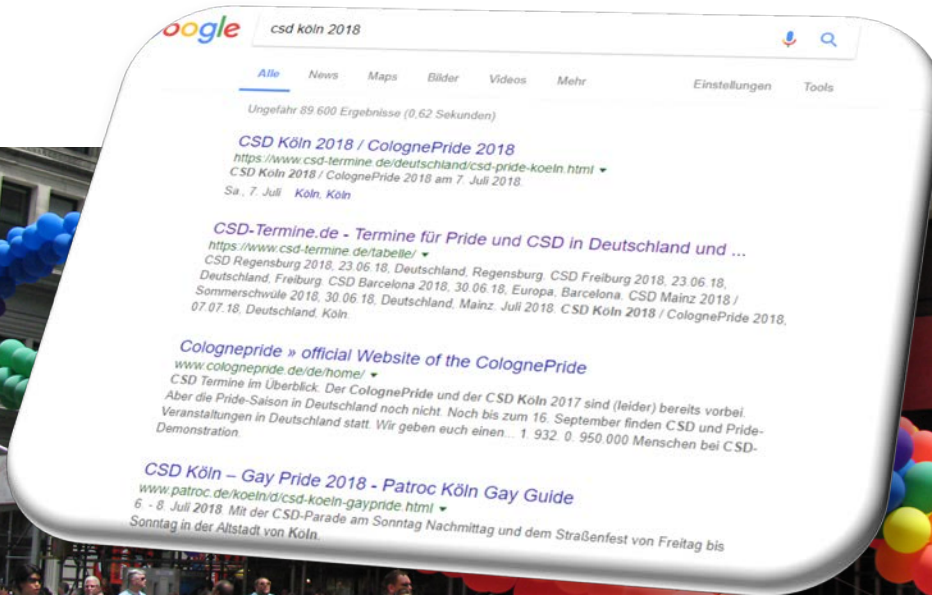 oogle
csd köln 2018
Alle News Maps Bilder Videos Mehr Einstellungen Tools
Ungefähr 89.600 Ergebnisse (0,62 Sekunden)
CSD Köln 2018 / ColognePride 2018
https://www.csd-termine.de/deutschland/csd-pride-koeln.html
CSD Köln 2018 / ColognePride 2018 am 7. Juli 2018.
Sa., 7. Juli Köln, Köln
CSD-Termine.de - Termine für Pride und CSD in Deutschland und ...
https://www.csd-termine.de/tabelle/
CSD Regensburg 2018, 23.06.18, Deutschland, Regensburg. CSD Freiburg 2018, 23.06.18,
Deutschland, Freiburg. CSD Barcelona 2018, 30.06.18, Europa, Barcelona. CSD Mainz 2018 /
Sommerschwüle 2018, 30.06.18, Deutschland, Mainz. Juli 2018. CSD Köln 2018 / ColognePride 2018,
07.07.18, Deutschland, Köln.
Colognepride » official Website of the ColognePride
www.colognepride.de/de/home/
CSD Termine im Überblick. Der ColognePride und der CSD Köln 2017 sind (leider) bereits vorbei.
Aber die Pride-Saison in Deutschland noch nicht. Noch bis zum 16. September finden CSD und Pride-
Veranstaltungen in Deutschland statt. Wir geben euch einen... 1. 932. 0. 950.000 Menschen bei CSD-
Demonstration.
CSD Köln – Gay Pride 2018 - Patroc Köln Gay Guide
www.patroc.de/koeln/d/csd-koeln-gaypride.html
6. - 8. Juli 2018. Mit der CSD-Parade am Sonntag Nachmittag und dem Straßenfest von Freitag bis
Sonntag in der Altstadt von Köln.